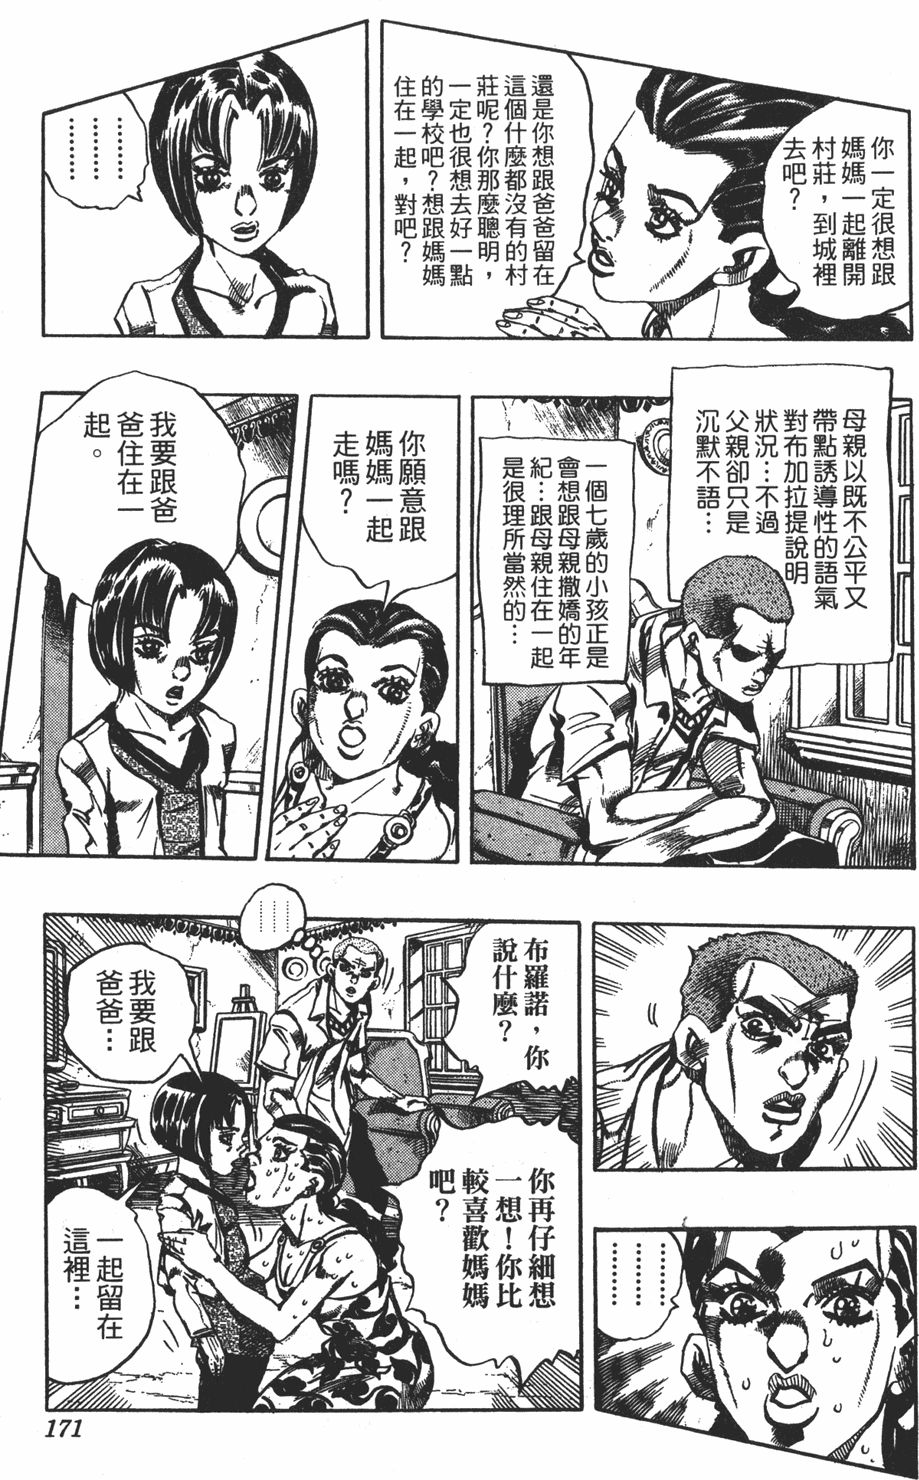 你一定很想跟
媽媽一起離開
村莊，到城裡
去吧？
還是你想跟爸爸留在
這個什麼都沒有的村
莊呢？你那麼聰明，
一定也很想去好一點
的學校吧？想跟媽媽
住在一起，對吧？
………
………
母親以既不公平又
帶點誘導性的語氣
對布加拉提說明
狀況…不過
父親卻只是
沉默不語…
一個七歲的小孩正是
會想跟母親撒嬌的年
紀…跟母親住在一起
是很理所當然的…
你願意跟
媽媽一起
走嗎？
我要跟爸
爸住在一
起。
………
………
布羅諾，你
說什麼？
你再仔細想
一想！你比
較喜歡媽媽
吧？
……
……
我要跟
爸爸…
一起留在
這裡…
171